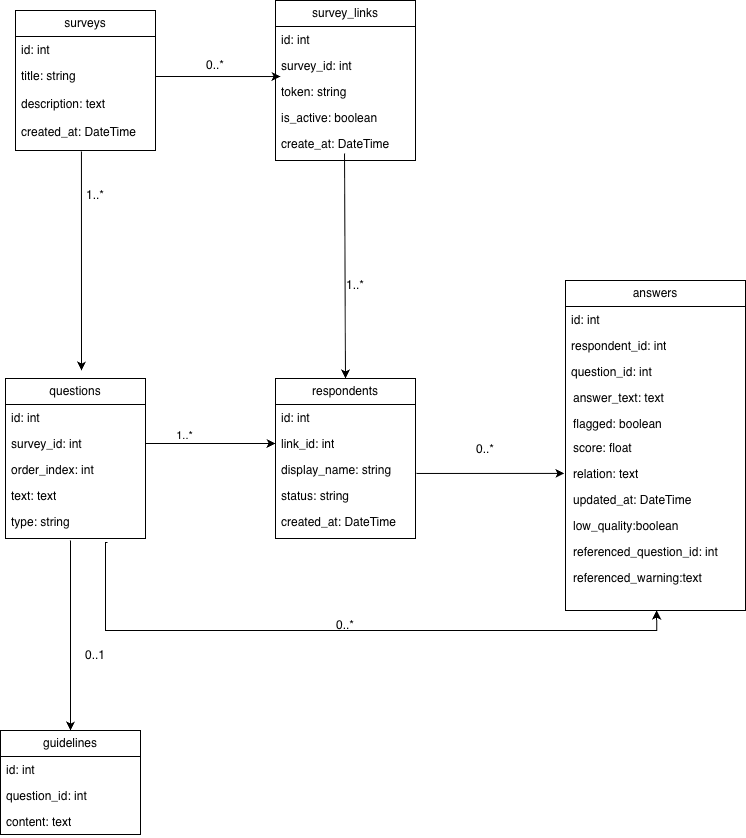 surveys
id: int
title: string
description: text
created_at: DateTime
0..*
survey_links
id: int
survey_id: int
token: string
is_active: boolean
create_at: DateTime
1..*
1..*
answers
id: int
respondent_id: int
question_id: int
answer_text: text
flagged: boolean
score: float
relation: text
updated_at: DateTime
low_quality:boolean
referenced_question_id: int
referenced_warning:text
questions
id: int
survey_id: int
order_index: int
text: text
type: string
1..*
respondents
id: int
link_id: int
display_name: string
status: string
created_at: DateTime
0..*
0..*
0..1
guidelines
id: int
question_id: int
content: text